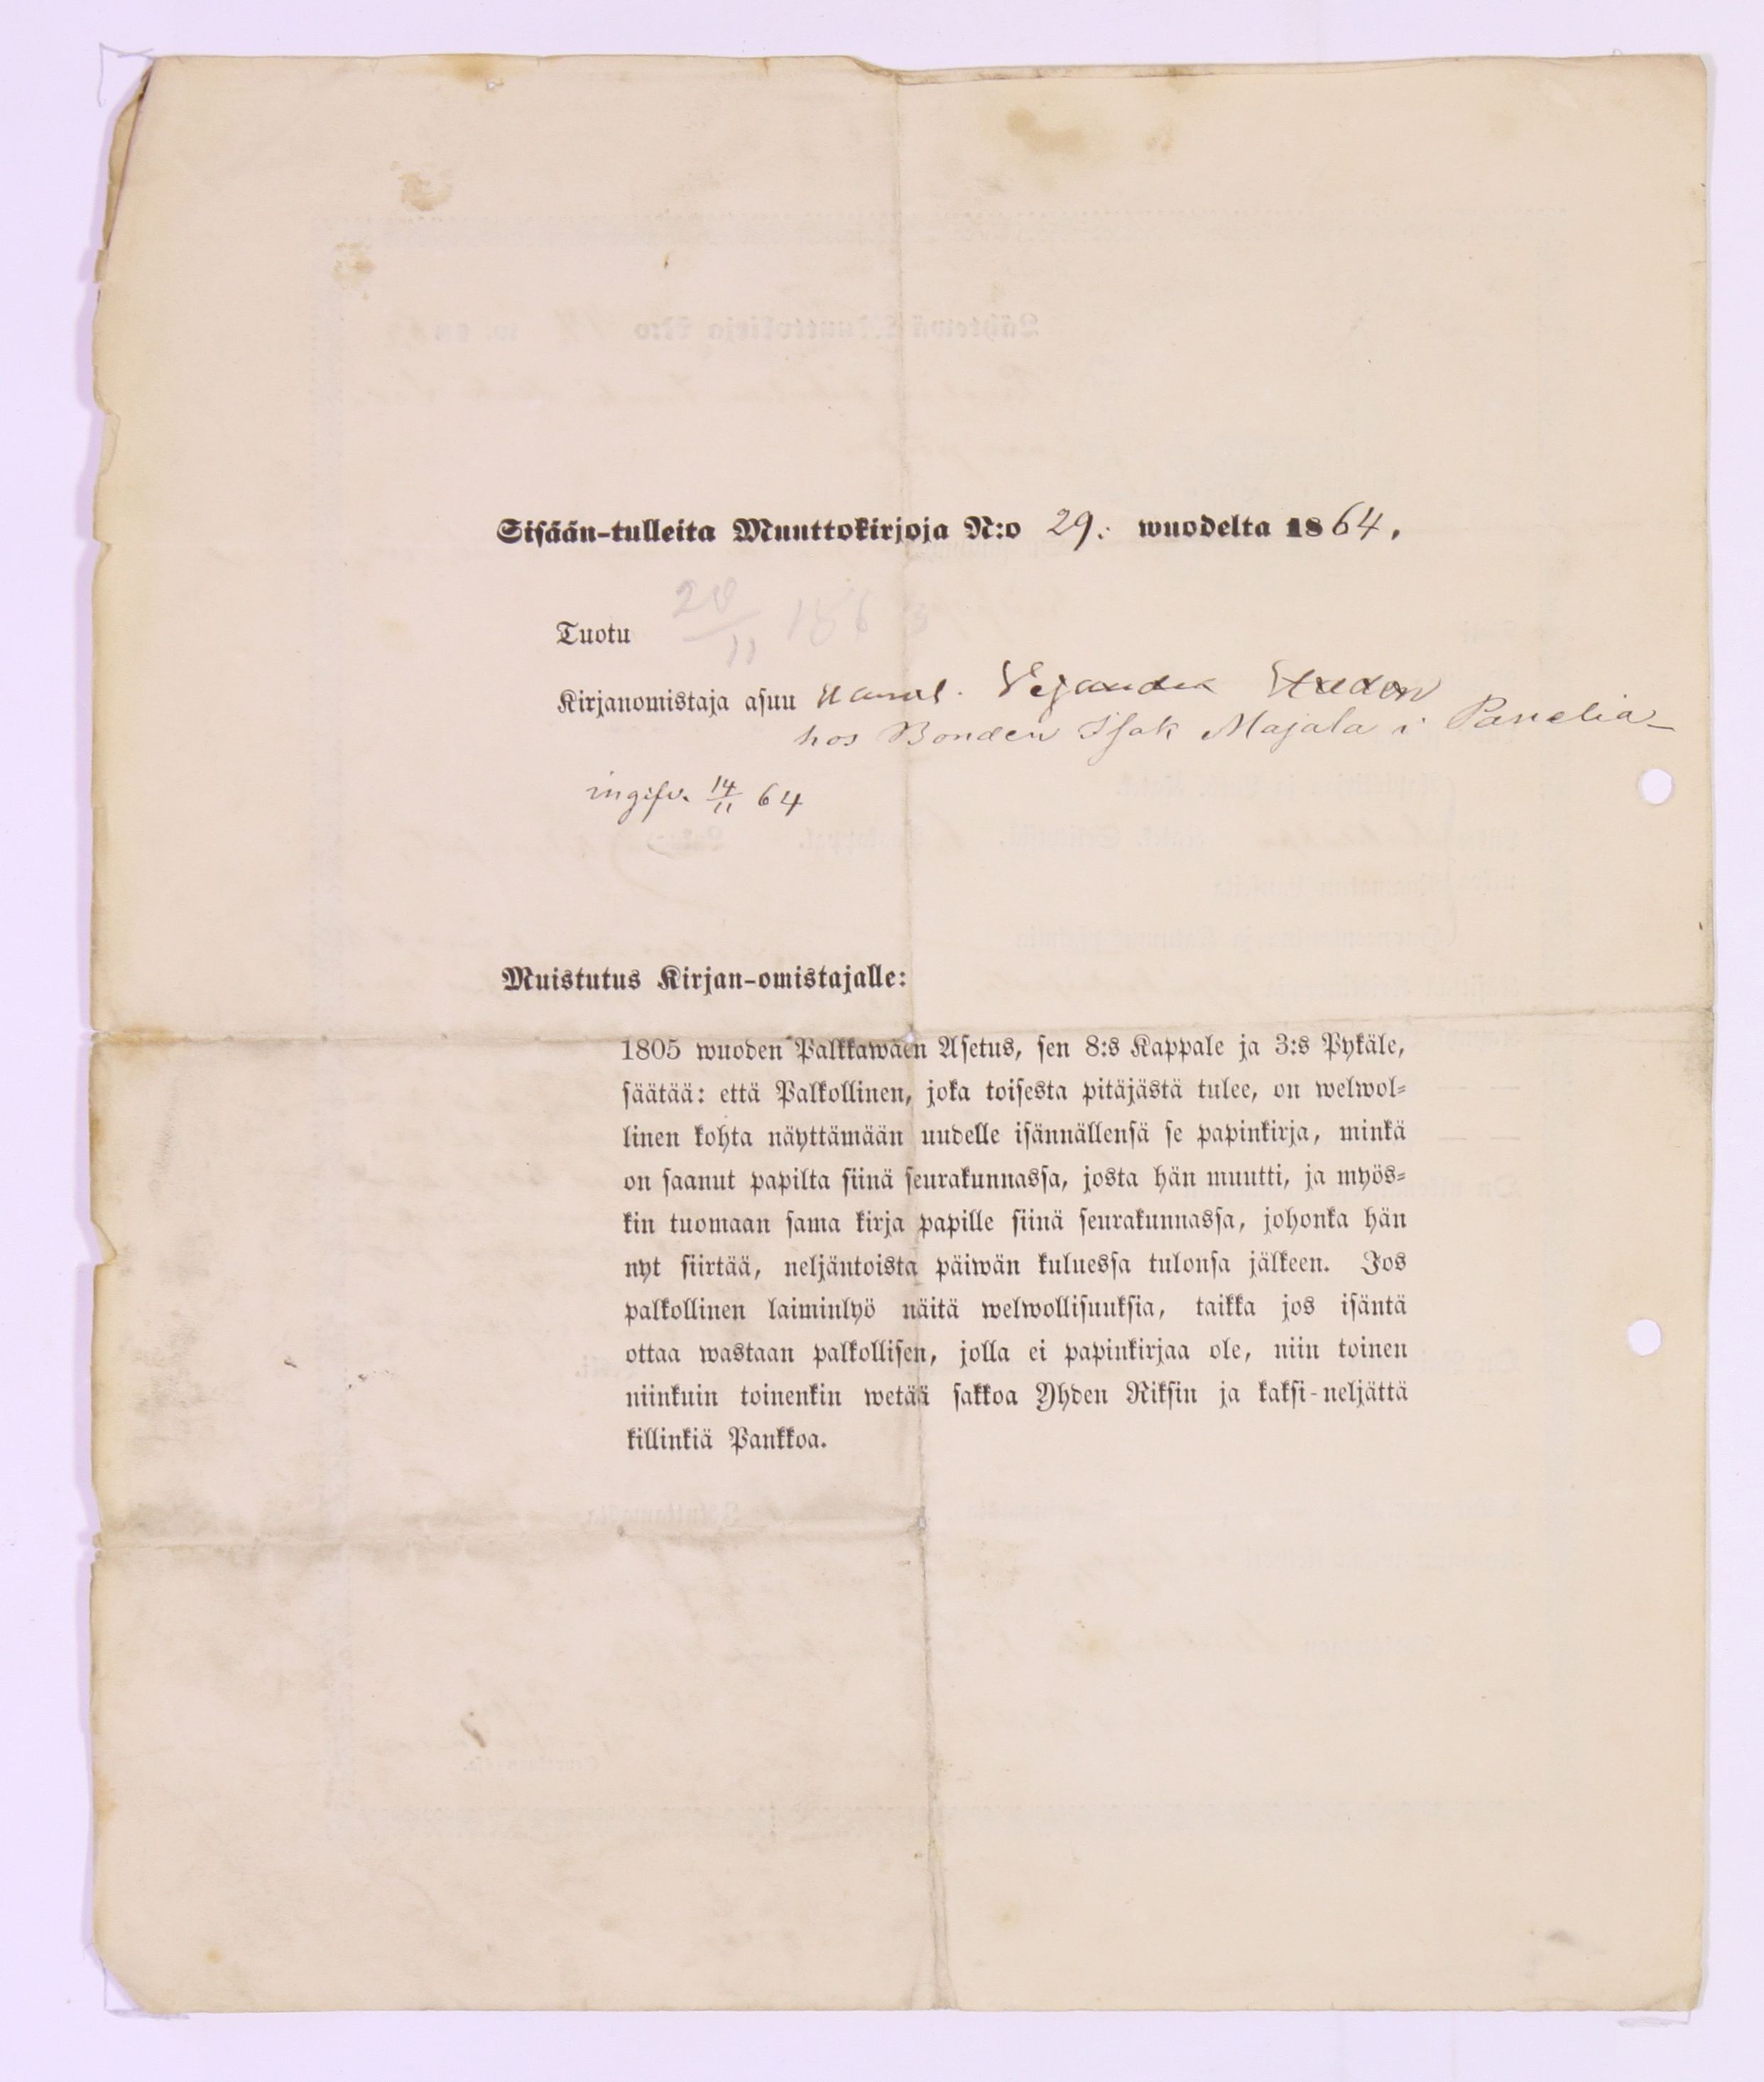 Sisään-tulleita Muuttokirjoja N:o 29. wuodelta 1864.
Tuotu 20/11 186
Kirjanomistaja asuu
hos Bonden Isak Majala i Panelia
ingifv. 14/11 64
Muistutus Kirjan-omistajalle:
1805 wuoden Palkkawäen Asetus, sen 8:s Kappale ja 3:s Pykäle,
säätää: että Palkollinen, joka toisesta pitäjästä tulee, on welwol-
linen kohta näyttämään uudelle isännällensä se papinkirja, minkä
on saanut papilta siinä seurakunnassa, josta hän muutti, ja myös-
kin tuomaan sama kirja papille siinä seurakunnassa, johonka hän
nyt siirtää, neljäntoista päiwän kuluessa tulonsa jälkeen. Jos
palkollinen laiminlyö näitä welwollisuuksia, taikka jos isäntä
ottaa wastaan palkollisen, jolla ei papinkirjaa ole, niin toinen
niinkuin toinenkin wetää sakkoa Yhden Riksin ja kaksi-neljättä
killinkiä Pankkoa.